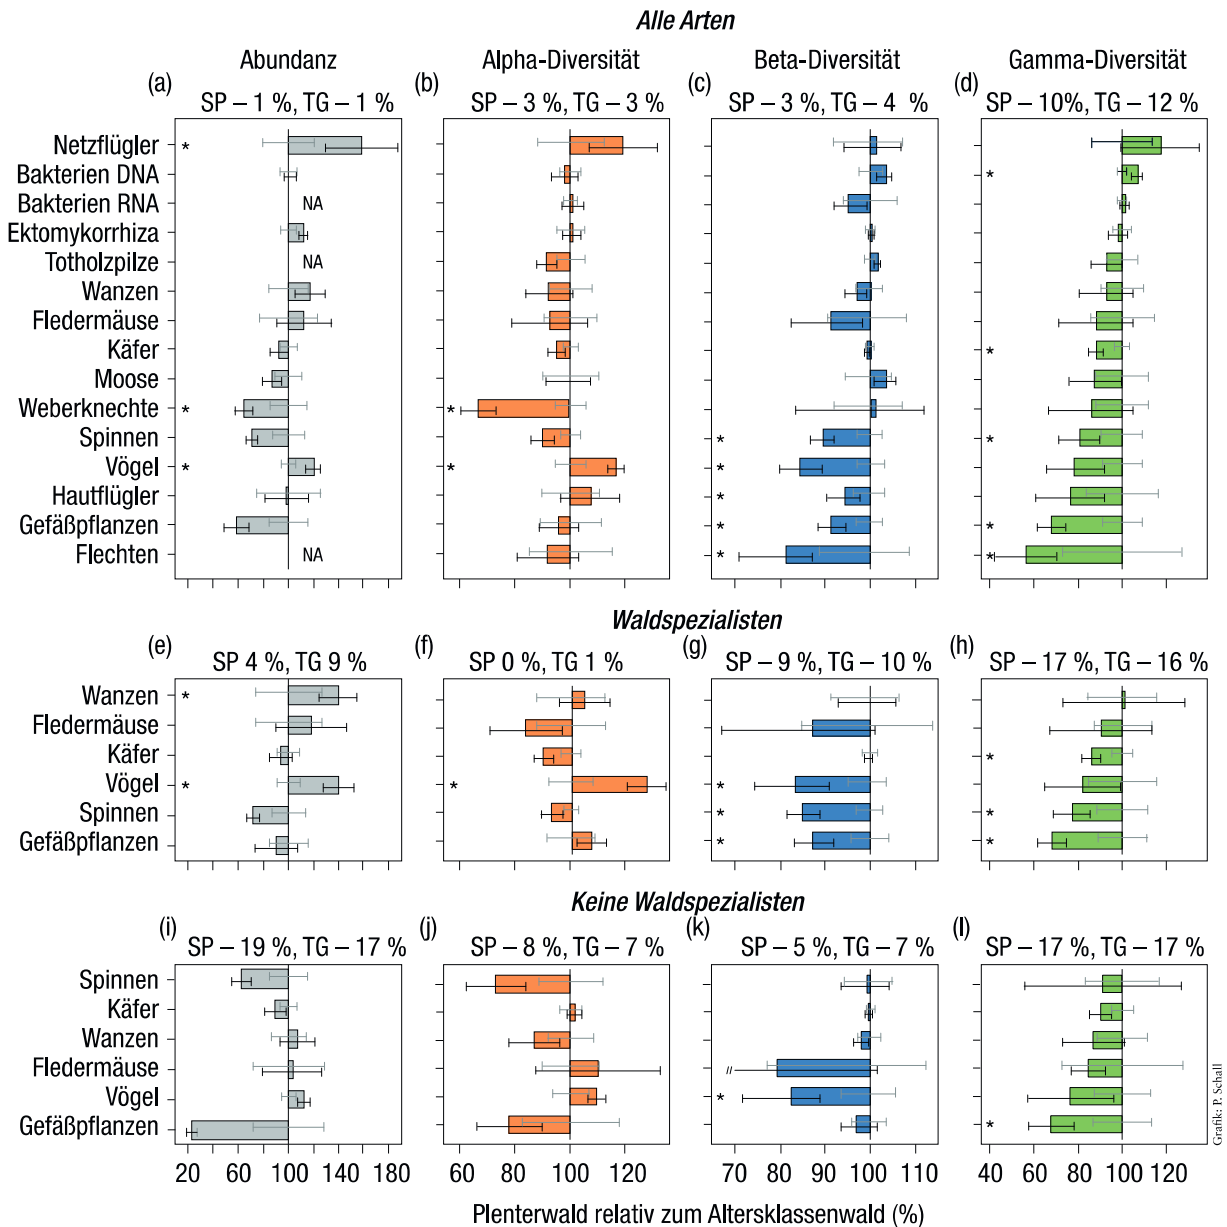 Alle Arten
Abundanz
Alpha-Diversität
Beta-Diversität
Gamma-Diversität
(a)
(b)
(c)
(d)
SP – 1 %, TG – 1 %
SP – 3 %, TG – 3 %
SP – 3 %, TG – 4 %
SP – 10%, TG – 12 %
Netzflügler
*
Bakterien DNA
*
Bakterien RNA
NA
Ektomykorrhiza
Totholzpilze
NA
Wanzen
Fledermäuse
Käfer
*
Moose
Weberknechte
*
*
Spinnen
*
*
Vögel
*
*
*
Hautflügler
*
Gefäßpflanzen
*
*
Flechten
NA
*
*
Waldspezialisten
(e)
(f)
(g)
(h)
SP 4 %, TG 9 %
SP 0 %, TG 1 %
SP – 9 %, TG – 10 %
SP – 17 %, TG – 16 %
Wanzen
*
Fledermäuse
Käfer
*
Vögel
*
*
*
Spinnen
*
*
Gefäßpflanzen
*
*
Keine Waldspezialisten
(i)
(j)
(k)
(l)
SP – 19 %, TG – 17 %
SP – 8 %, TG – 7 %
SP – 5 %, TG – 7 %
SP – 17 %, TG – 17 %
Spinnen
Käfer
Wanzen
Fledermäuse
//
Vögel
*
Gefäßpflanzen
*
20 60 100 140 180
60 80 100 120
70 80 90 100 110
40 60 80 100 120
Plenterwald relativ zum Altersklassenwald (%)
Grafik: P. Schall